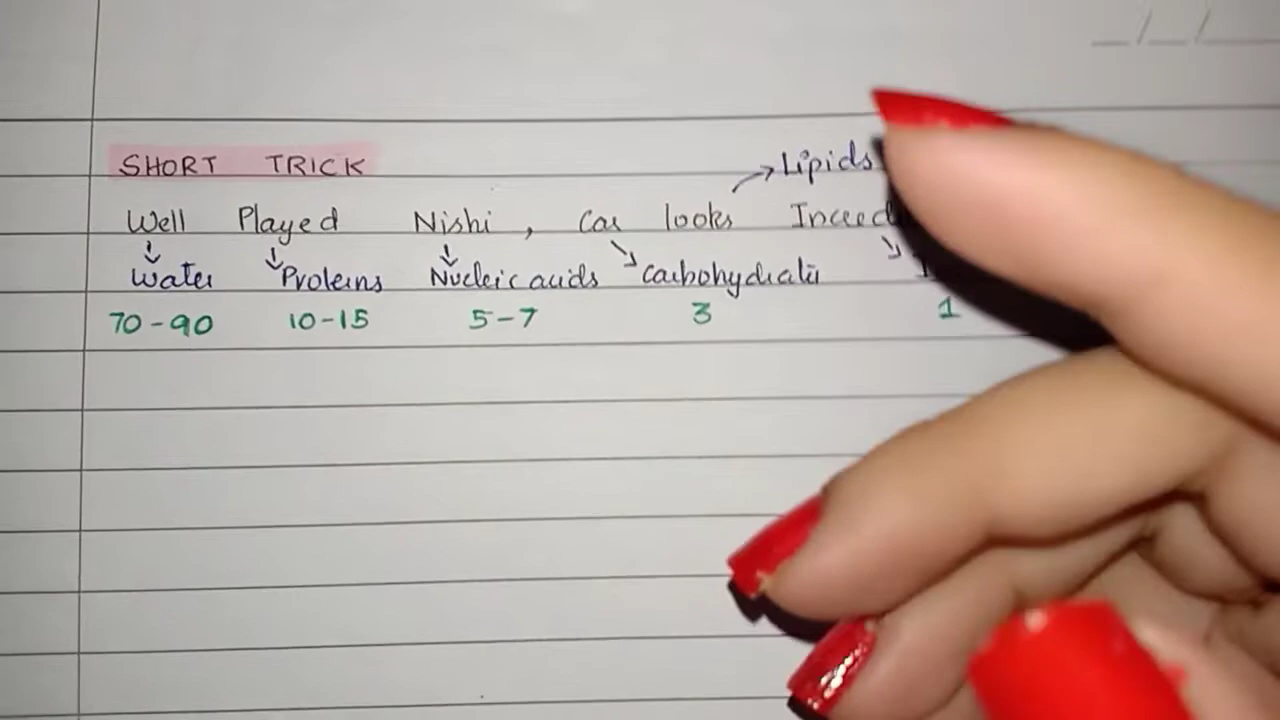 SHORT TRICK
Lipids
Well Played Nishi , Car looks
Water Proteins Nucleic acids Carbohydrate
70-90 10-15 5-7 3 1